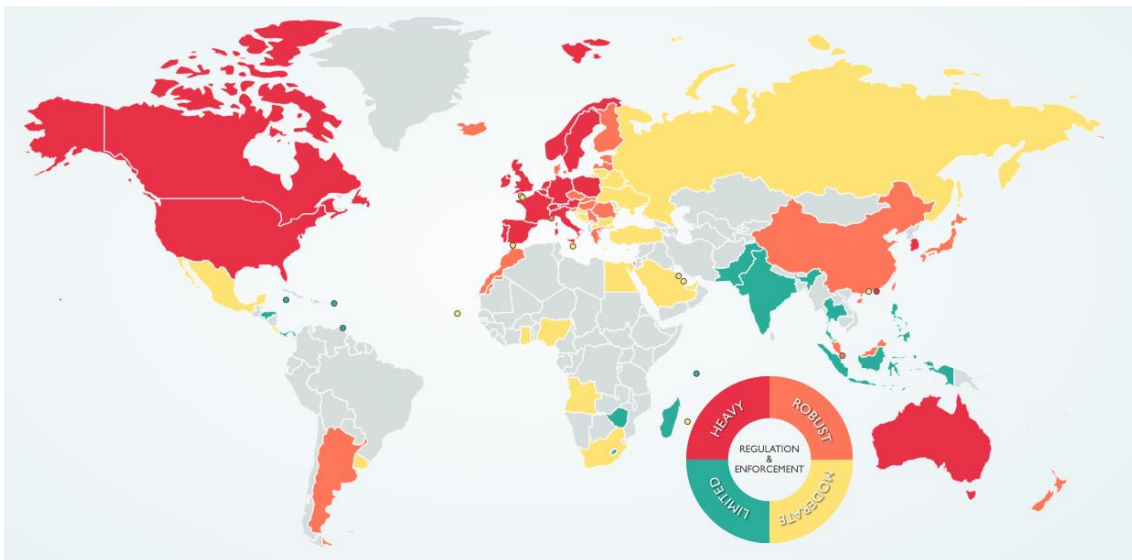 HEAVY
ROBUST
REGULATION
&
ENFORCEMENT
LIMITED
MODERATE